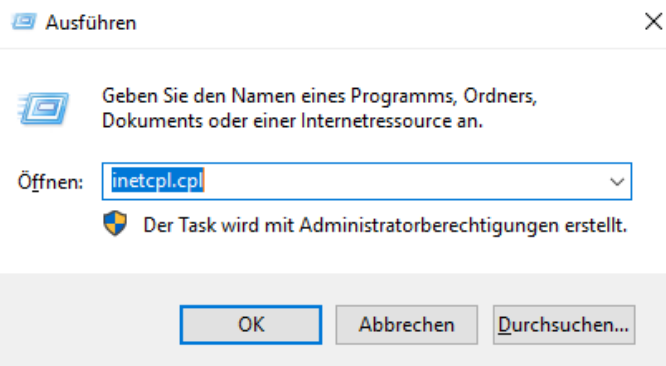 Ausführen
Geben Sie den Namen eines Programms, Ordners,
Dokuments oder einer Internetressource an.
Öffnen: inetcpl.cpl
Der Task wird mit Administratorberechtigungen erstellt.
OK Abbrechen Durchsuchen...